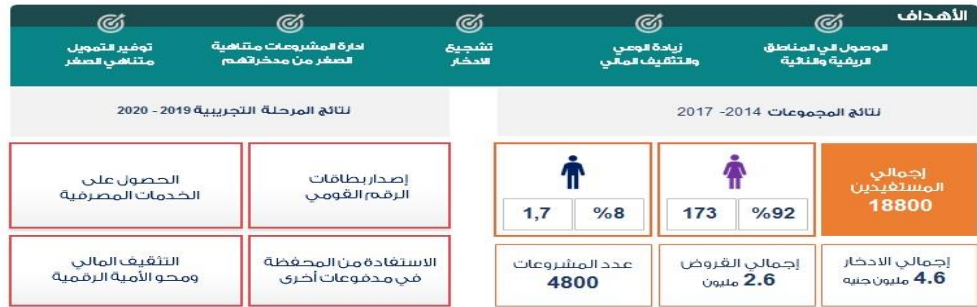 الأهداف
الوصول الي المناطق
الريفية والنائية
زيادة الوعي
والتثقيف المالي
تشجيع
الادخار
ادارة المشروعات متناهية
الصغر من مدخراتهم
توفير التمويل
متناهي الصغر
نتائج المجموعات 2014- 2017
نتائج المرحلة التجريبية 2019 - 2020
إجمالي
المستفيدين
18800
%92
173
%8
1,7
إجمالي الادخار
4.6 مليون جنيه
إجمالي القروض
2.6 مليون
عدد المشروعات
4800
إصدار بطاقات
الرقم القومي
الحصول على
الخدمات المصرفية
الاستفادة من المحفظة
في مدفوعات أخرى
التثقيف المالي
ومحو الأمية الرقمية